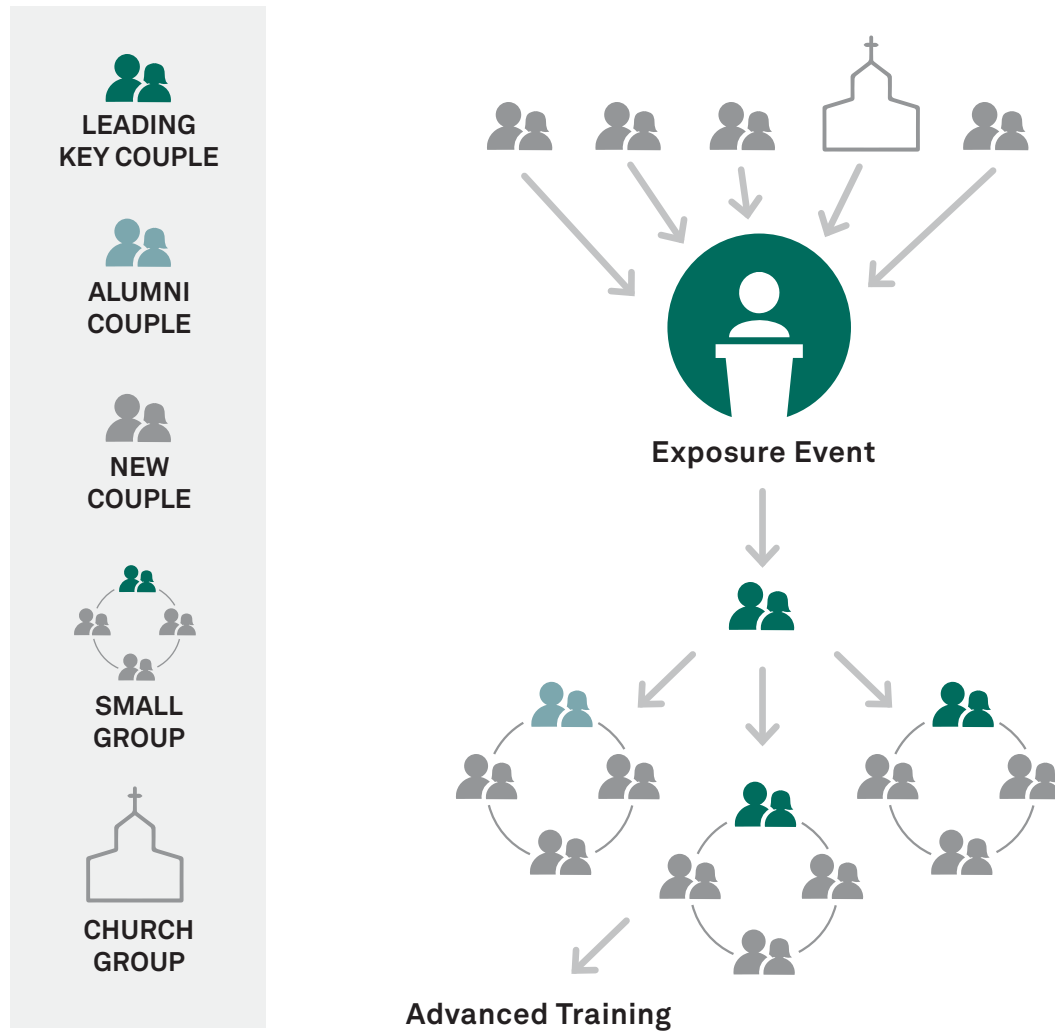 LEADING
KEY COUPLE
ALUMNI
COUPLE
NEW
COUPLE
SMALL
GROUP
CHURCH
GROUP
Exposure Event
Advanced Training